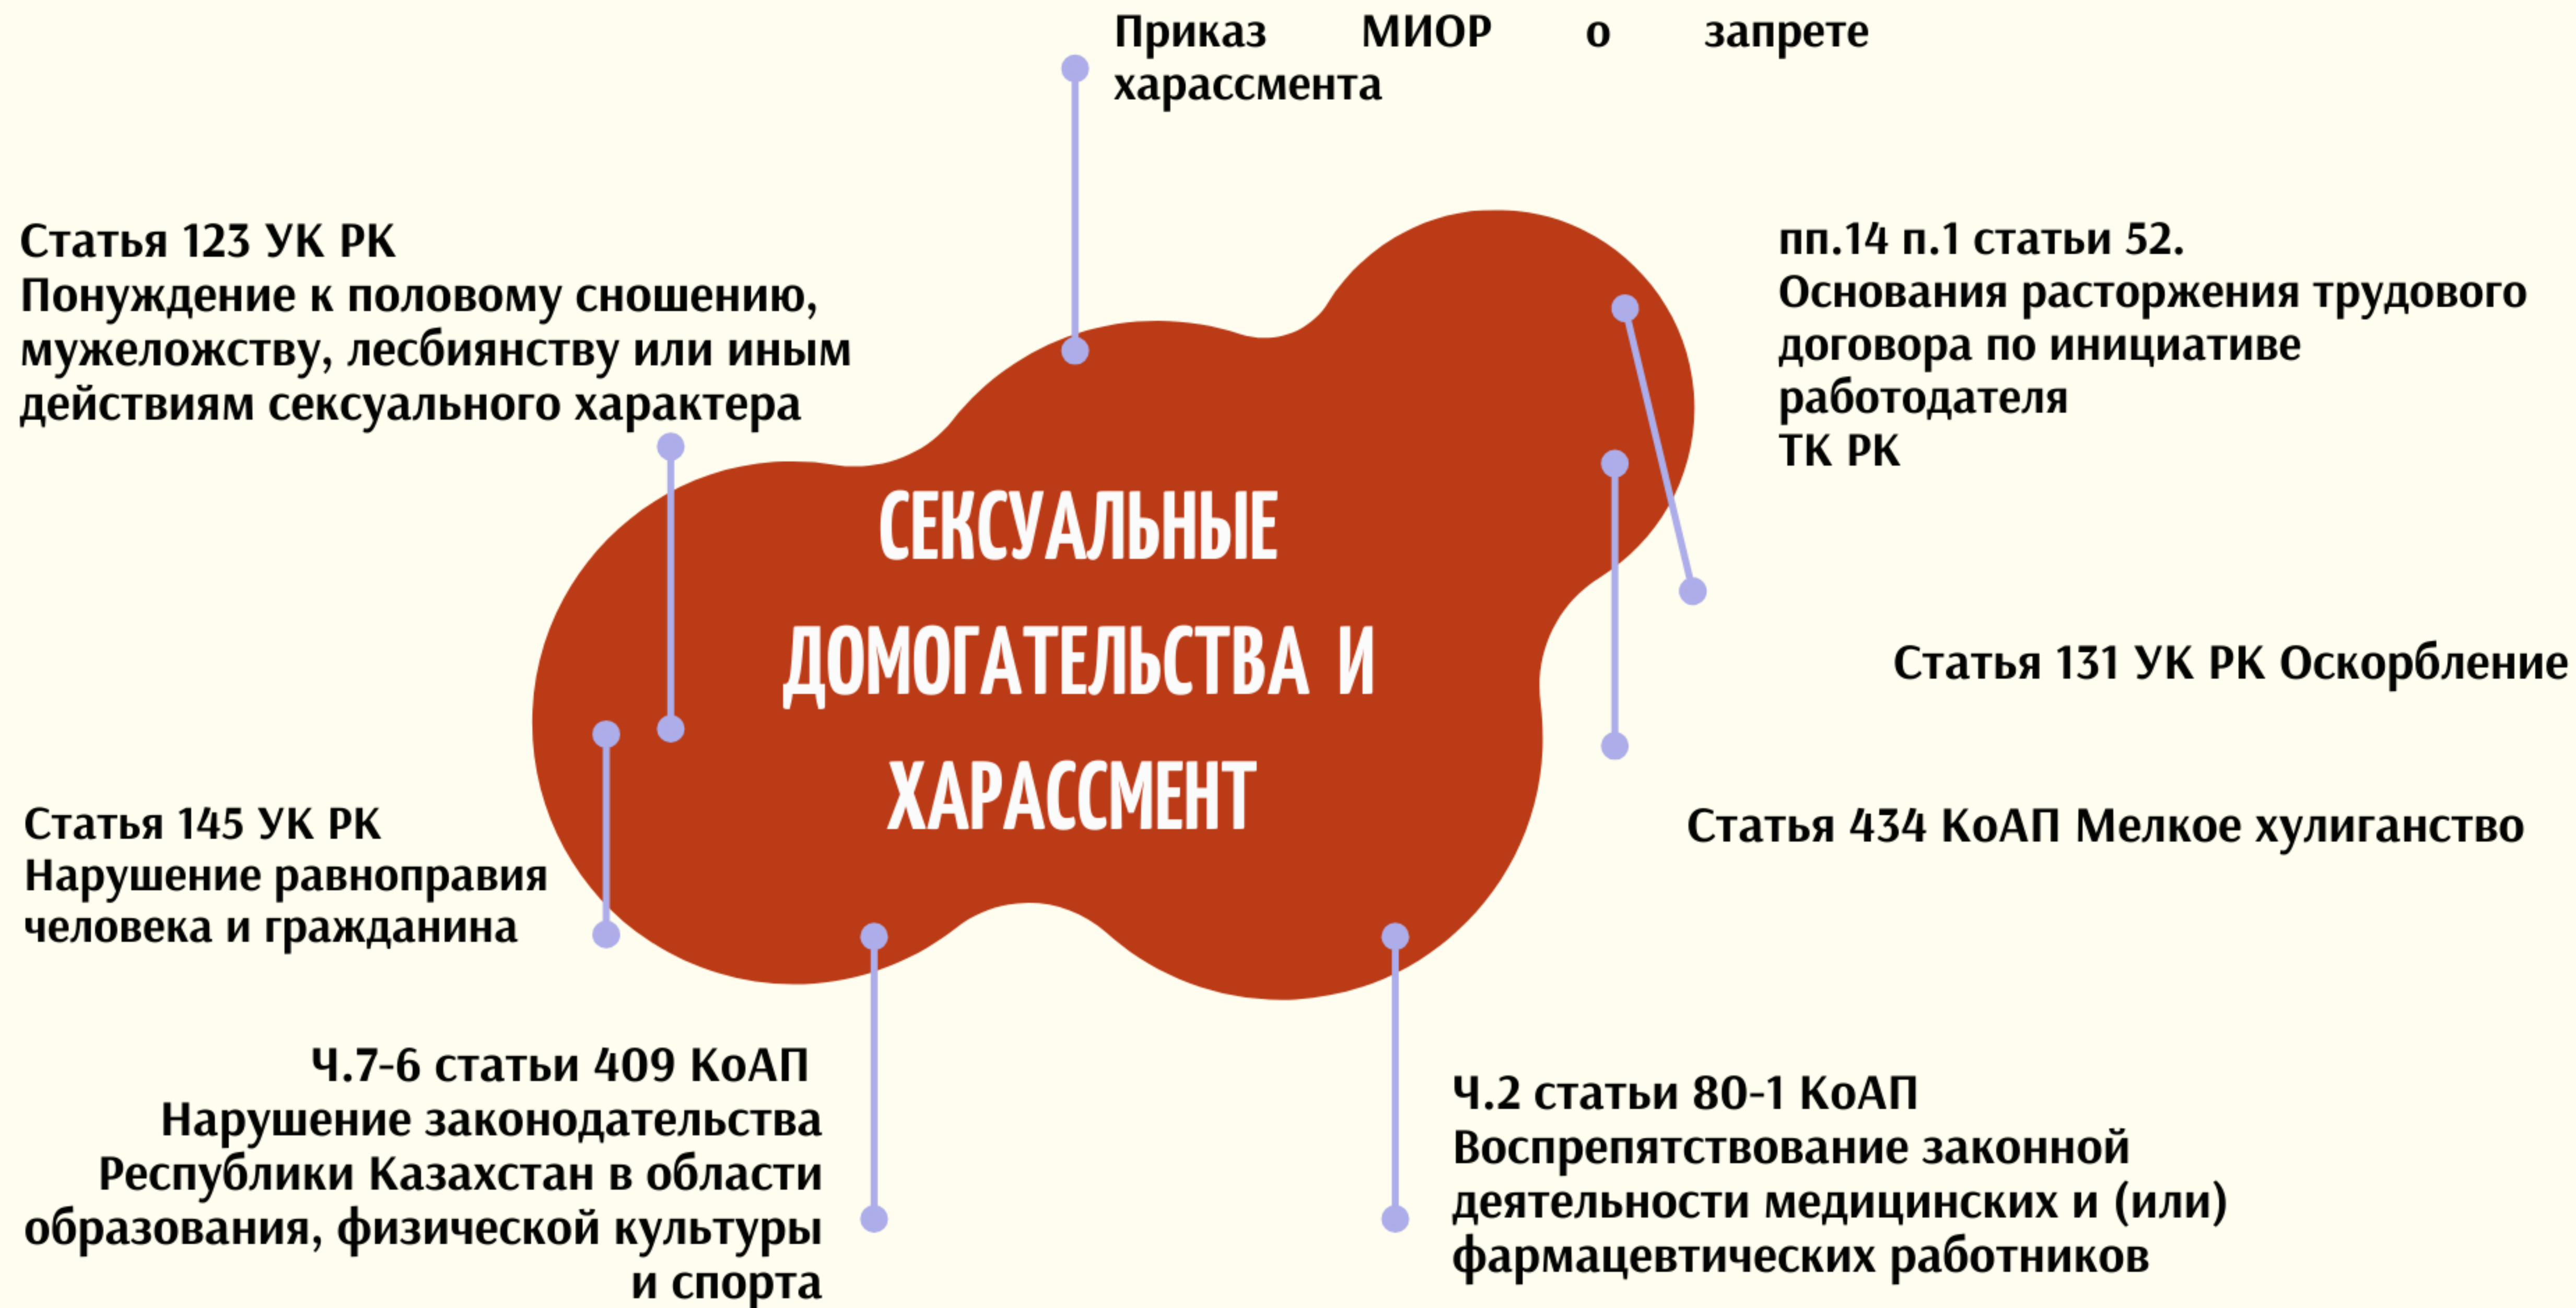 Приказ МИОР о запрете
харассмента
Статья 123 УК РК
Понуждение к половому сношению,
мужеложству, лесбиянству или иным
действиям сексуального характера
пп.14 п.1 статьи 52.
Основания расторжения трудового
договора по инициативе
работодателя
ТК РК
СЕКСУАЛЬНЫЕ
ДОМОГАТЕЛЬСТВА И
ХАРАССМЕНТ
Статья 131 УК РК Оскорбление
Статья 434 КоАП Мелкое хулиганство
Статья 145 УК РК
Нарушение равноправия
человека и гражданина
Ч.7-6 статьи 409 КоАП
Нарушение законодательства
Республики Казахстан в области
образования, физической культуры
и спорта
Ч.2 статьи 80-1 КоАП
Воспрепятствование законной
деятельности медицинских и (или)
фармацевтических работников